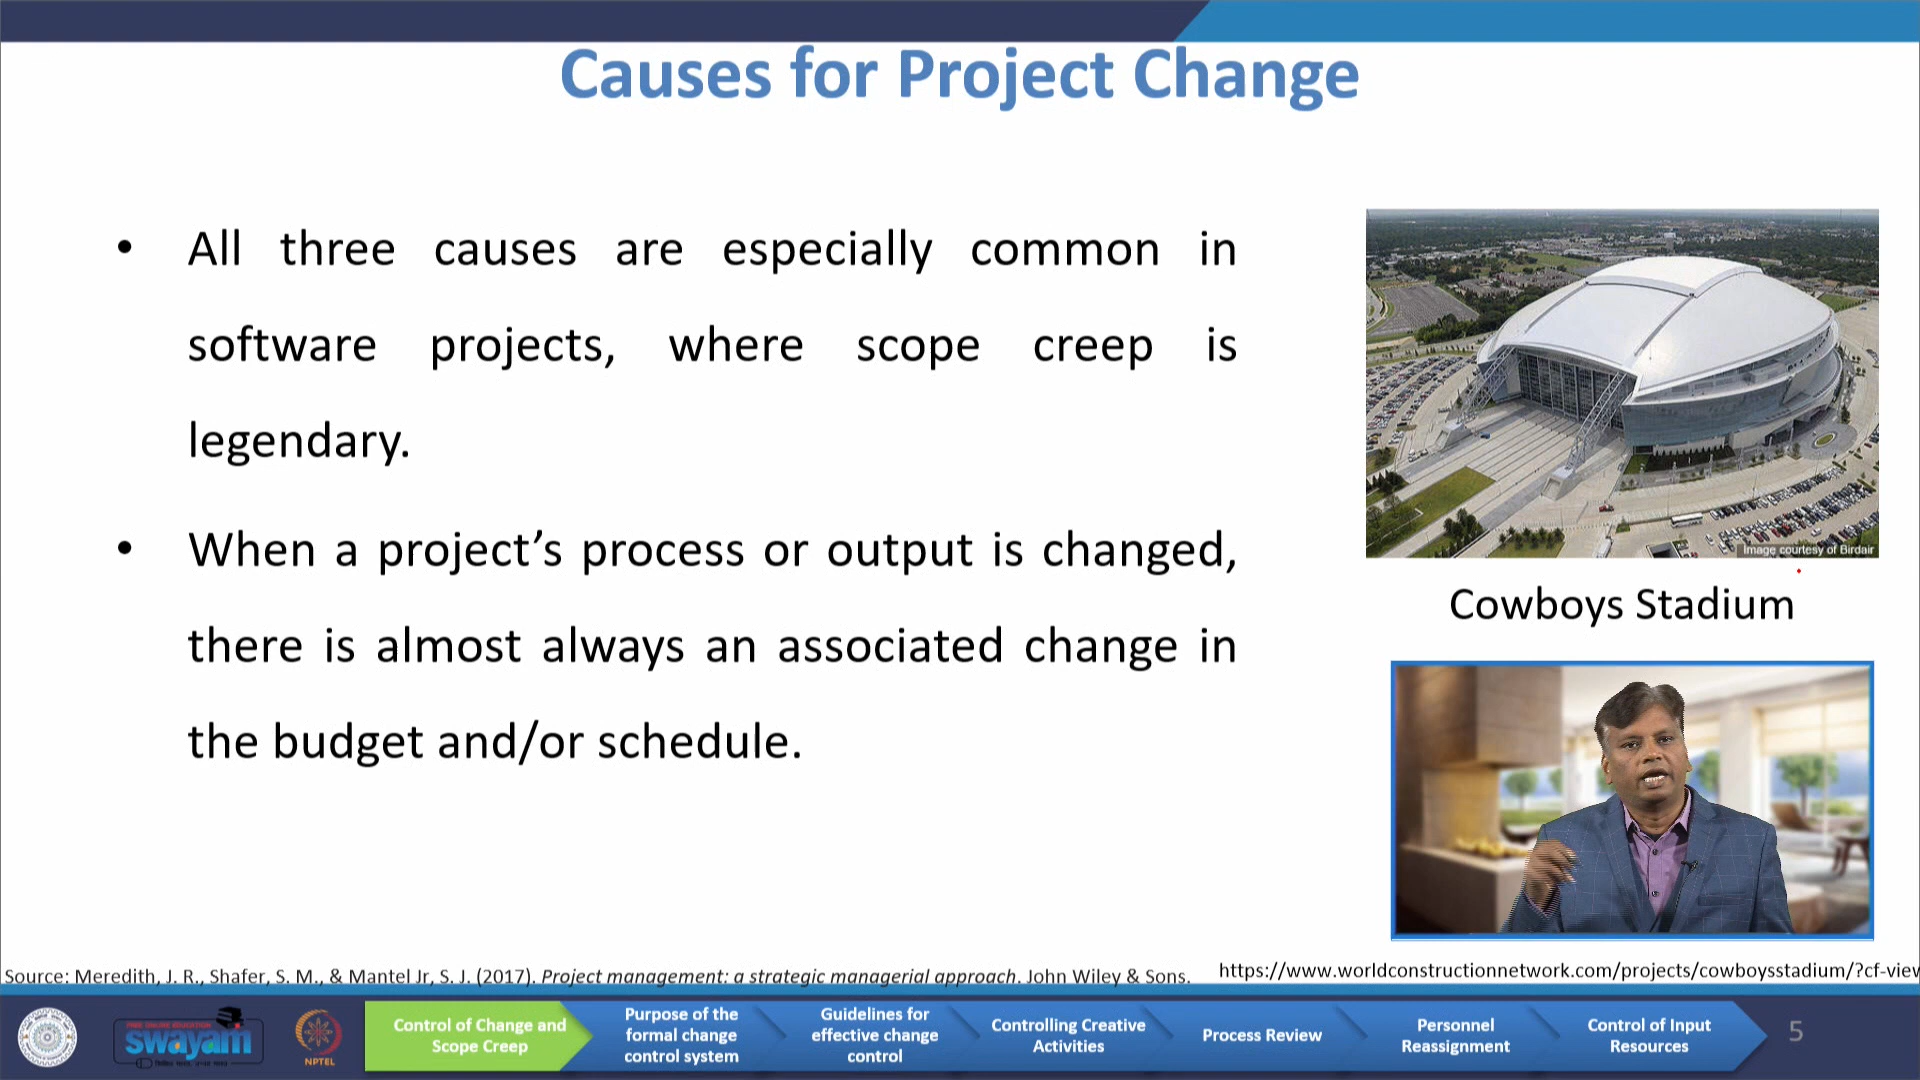 Causes for Project Change
• All three causes are especially common in
software projects, where scope creep is
legendary.
• When a project’s process or output is changed,
there is almost always an associated change in
the budget and/or schedule.
Image courtesy of Birdair
Cowboys Stadium
Source: Meredith, J. R., Shafer, S. M., & Mantel Jr, S. J. (2017). Project management: a strategic managerial approach. John Wiley & Sons.
https://www.worldconstructionnetwork.com/projects/cowboysstadium/?cf-view
FREE ONLINE EDUCATION
swayam
NPTEL
Control of Change and
Scope Creep
Purpose of the
formal change
control system
Guidelines for
effective change
control
Controlling Creative
Activities
Process Review
Personnel
Reassignment
Control of Input
Resources
5